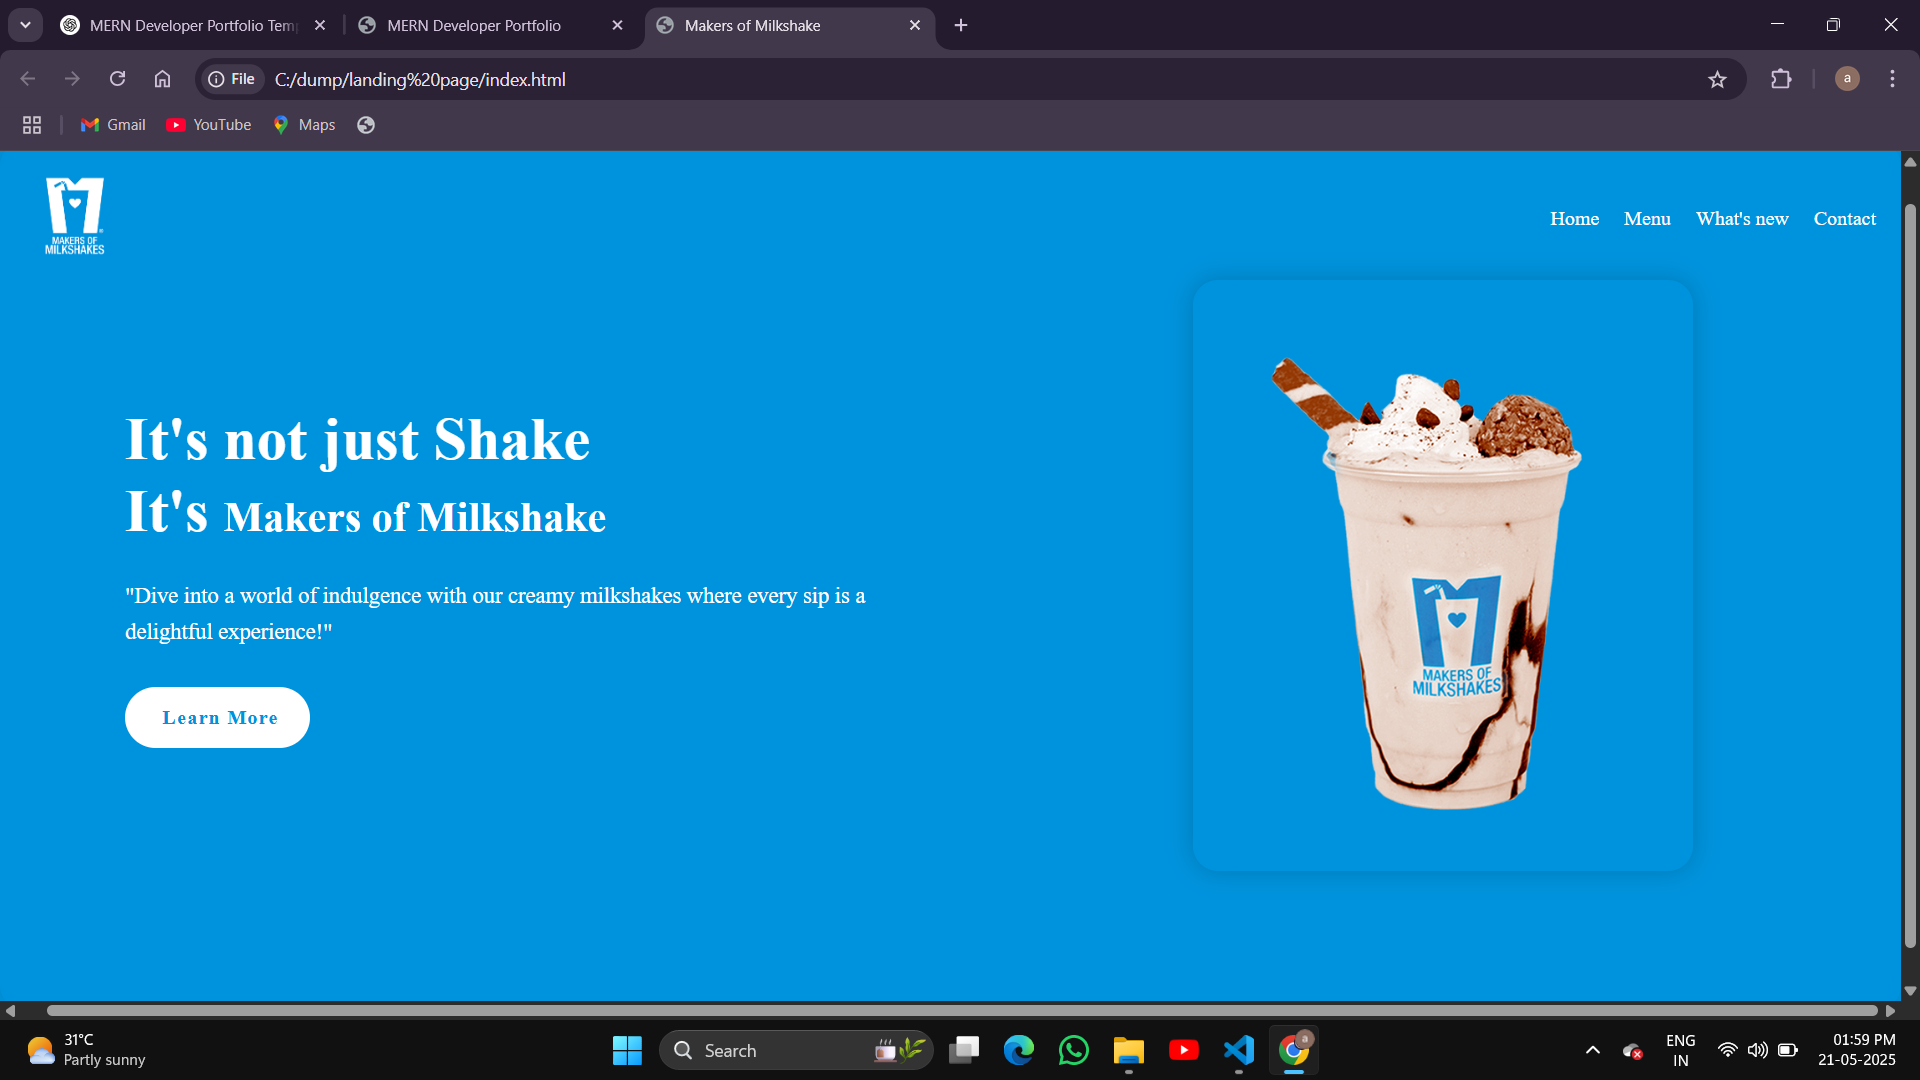 MERN Developer Portfolio Tem
MERN Developer Portfolio
Makers of Milkshake
File
C:/dump/landing%20page/index.html
a
Gmail
YouTube
Maps
MAKERS OF
MILKSHAKES
Home
Menu
What's new
Contact
It's not just Shake
It's Makers of Milkshake
"Dive into a world of indulgence with our creamy milkshakes where every sip is a
delightful experience!"
Learn More
MAKERS OF
MILKSHAKES
31°C
Partly sunny
Search
a
ENG
IN
01:59 PM
21-05-2025